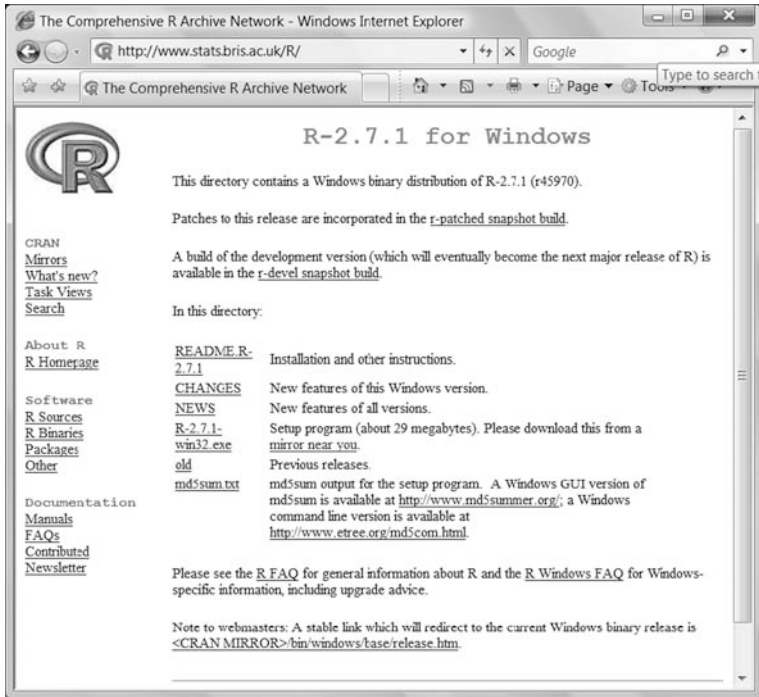 The Comprehensive R Archive Network - Windows Internet Explorer
http://www.stats.bris.ac.uk/R/
Google
The Comprehensive R Archive Network
Page
Tools
Type to search
R
R-2.7.1 for Windows
This directory contains a Windows binary distribution of R-2.7.1 (r45970).
Patches to this release are incorporated in the r-patched snapshot build.
A build of the development version (which will eventually become the next major release of R) is
available in the r-devel snapshot build.
In this directory:
README.R-
2.7.1
Installation and other instructions.
CHANGES New features of this Windows version.
NEWS New features of all versions.
R-2.7.1- Setup program (about 29 megabytes). Please download this from a
win32.exe mirror near you.
old Previous releases.
md5sum.txt md5sum output for the setup program. A Windows GUI version of
md5sum is available at http://www.md5summer.org/; a Windows
command line version is available at
http://www.etree.org/md5com.html.
Please see the R FAQ for general information about R and the R Windows FAQ for Windows-
specific information, including upgrade advice.
Note to webmasters: A stable link which will redirect to the current Windows binary release is
<CRAN MIRROR>/bin/windows/base/release.htm.
CRAN
Mirrors
What's new?
Task Views
Search
About R
R Homepage
Software
R Sources
R Binaries
Packages
Other
Documentation
Manuals
FAQs
Contributed
Newsletter